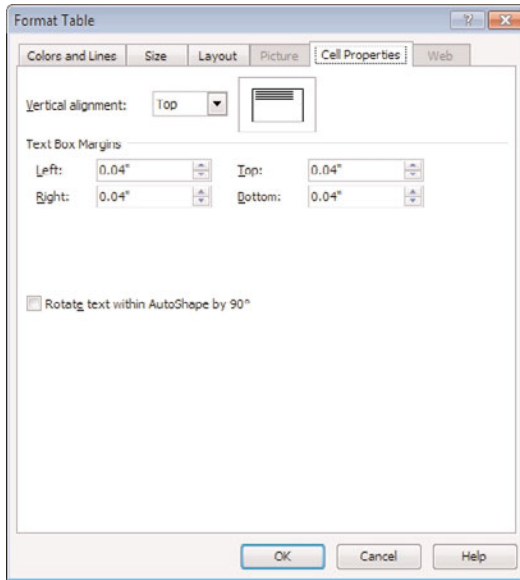 Format Table
Colors and Lines Size Layout Picture Cell Properties Web
Vertical alignment: Top
Text Box Margins
Left: 0.04" Top: 0.04"
Right: 0.04" Bottom: 0.04"
Rotate text within AutoShape by 90°
OK Cancel Help